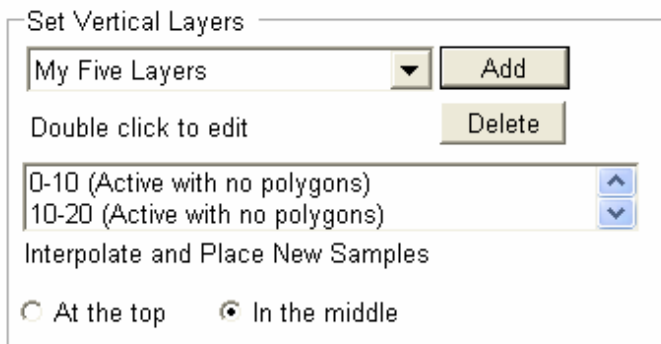 Set Vertical Layers
My Five Layers Add
Double click to edit Delete
0-10 (Active with no polygons)
10-20 (Active with no polygons)
Interpolate and Place New Samples
At the top In the middle